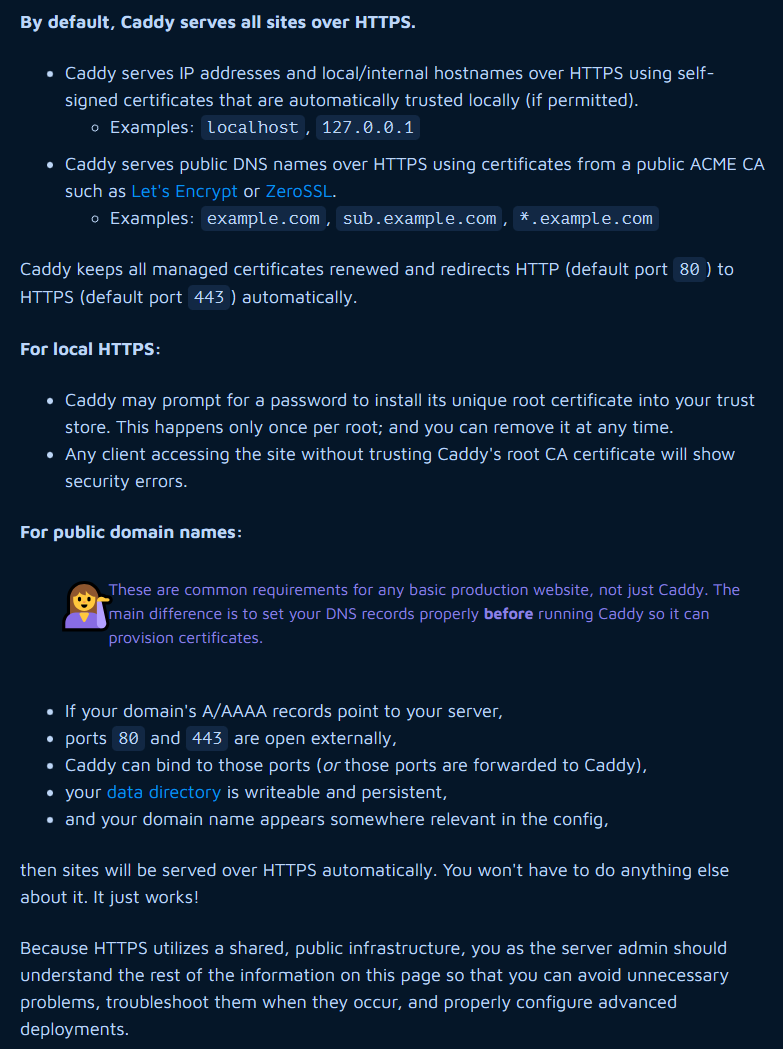 By default, Caddy serves all sites over HTTPS.
• Caddy serves IP addresses and local/internal hostnames over HTTPS using self-
signed certificates that are automatically trusted locally (if permitted).
◦ Examples: localhost, 127.0.0.1
• Caddy serves public DNS names over HTTPS using certificates from a public ACME CA
such as Let's Encrypt or ZeroSSL.
◦ Examples: example.com, sub.example.com, *.example.com
Caddy keeps all managed certificates renewed and redirects HTTP (default port 80) to
HTTPS (default port 443) automatically.
For local HTTPS:
• Caddy may prompt for a password to install its unique root certificate into your trust
store. This happens only once per root; and you can remove it at any time.
• Any client accessing the site without trusting Caddy's root CA certificate will show
security errors.
For public domain names:
These are common requirements for any basic production website, not just Caddy. The
main difference is to set your DNS records properly before running Caddy so it can
provision certificates.
• If your domain's A/AAAA records point to your server,
• ports 80 and 443 are open externally,
• Caddy can bind to those ports (or those ports are forwarded to Caddy),
• your data directory is writeable and persistent,
• and your domain name appears somewhere relevant in the config,
then sites will be served over HTTPS automatically. You won't have to do anything else
about it. It just works!
Because HTTPS utilizes a shared, public infrastructure, you as the server admin should
understand the rest of the information on this page so that you can avoid unnecessary
problems, troubleshoot them when they occur, and properly configure advanced
deployments.